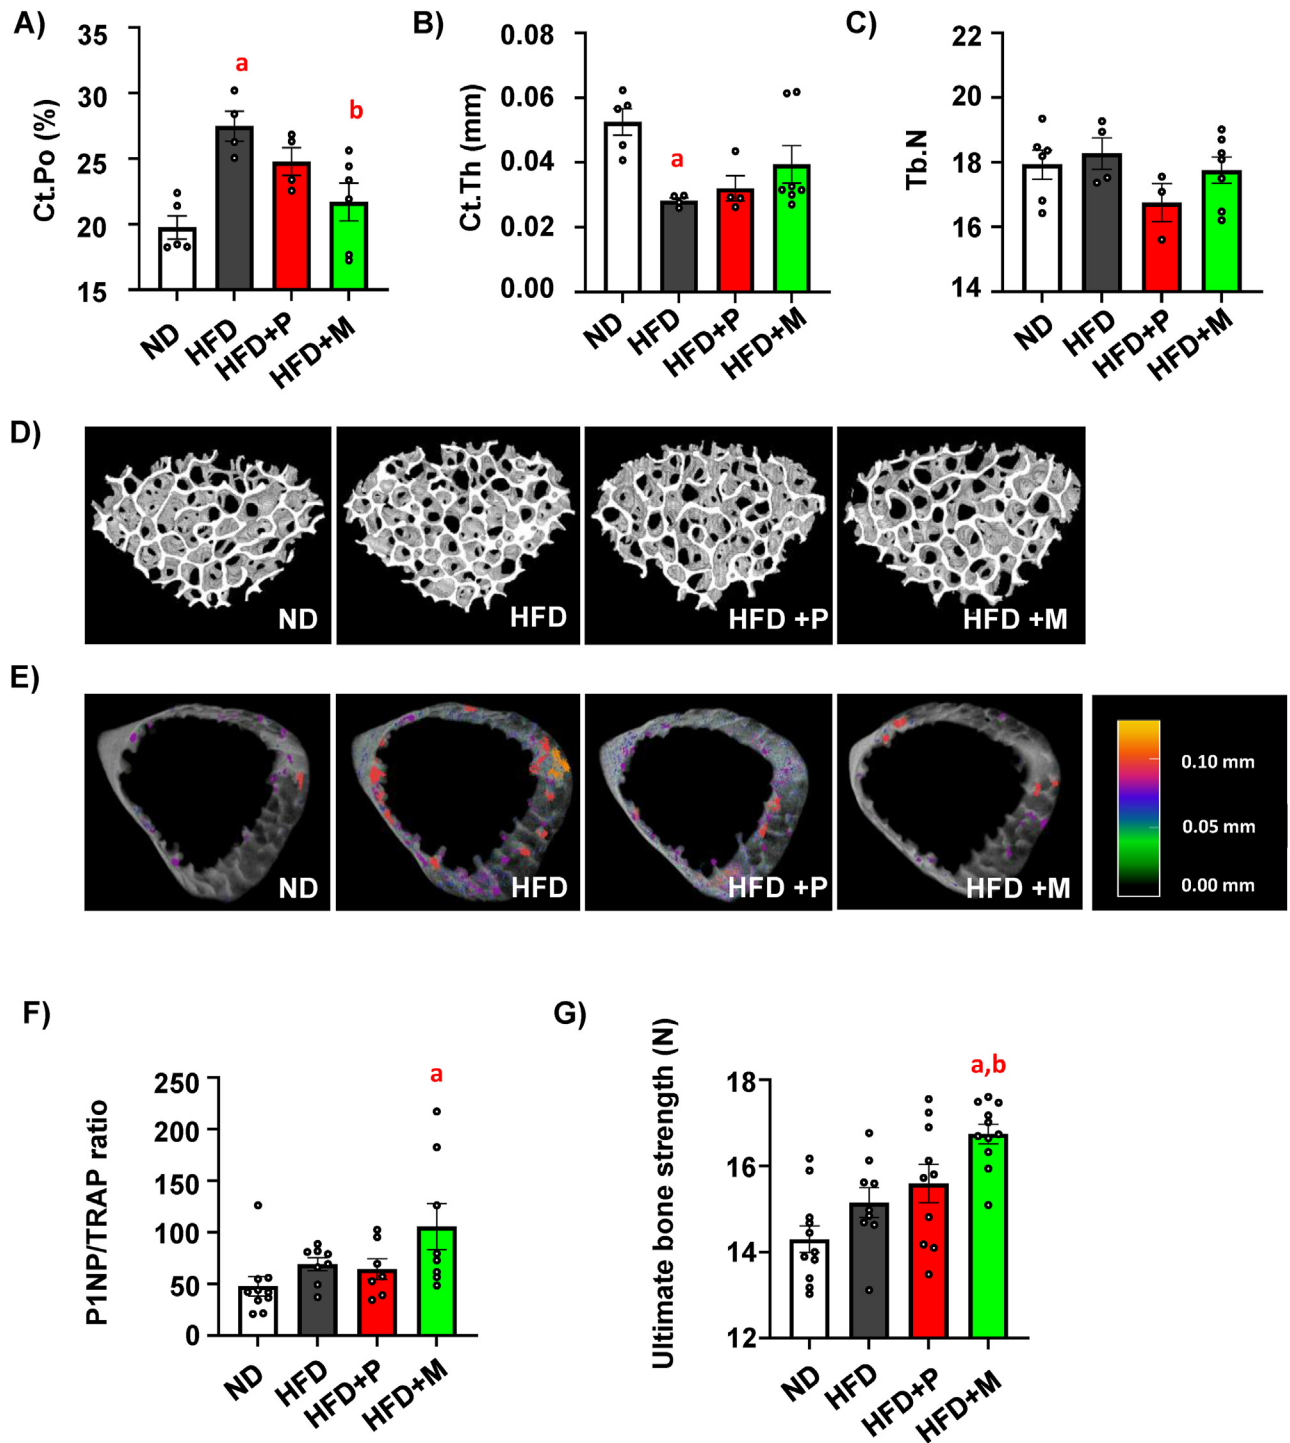 A)
Ct.Po (%)
35
30
25
20
15
a
b
ND
HFD
HFD+P
HFD+M
B)
Ct.Th (mm)
0.08
0.06
0.04
0.02
0.00
a
ND
HFD
HFD+P
HFD+M
C)
Tb.N
22
20
18
16
14
ND
HFD
HFD+P
HFD+M
D)
ND
HFD
HFD +P
HFD +M
E)
ND
HFD
HFD +P
HFD +M
0.10 mm
0.05 mm
0.00 mm
F)
P1NP/TRAP ratio
250
200
150
100
50
0
a
ND
HFD
HFD+P
HFD+M
G)
Ultimate bone strength (N)
18
16
14
12
a,b
ND
HFD
HFD+P
HFD+M